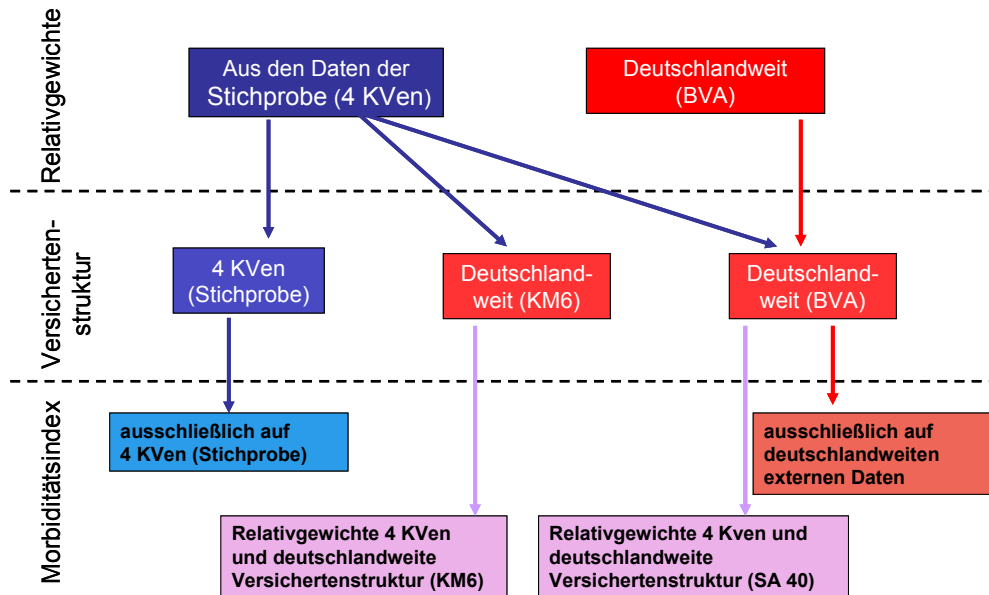 Relativgewichte
Aus den Daten der
Stichprobe (4 KVen)
Deutschlandweit
(BVA)
Versicherten-
struktur
4 KVen
(Stichprobe)
Deutschland-
weit (KM6)
Deutschland-
weit (BVA)
Morbiditätsindex
ausschließlich auf
4 KVen (Stichprobe)
ausschließlich auf
deutschlandweiten
externen Daten
Relativgewichte 4 KVen
und deutschlandweite
Versichertenstruktur (KM6)
Relativgewichte 4 Kven und
deutschlandweite
Versichertenstruktur (SA 40)